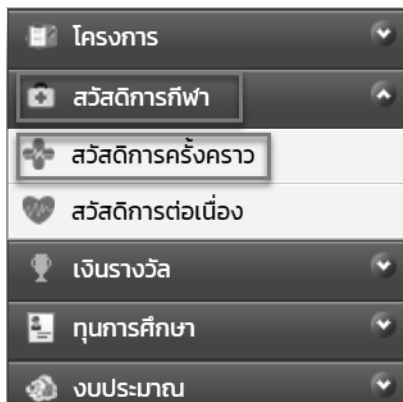 โครงการ
สวัสดิการกีฬา
สวัสดิการครั้งคราว
สวัสดิการต่อเนื่อง
เงินรางวัล
ทุนการศึกษา
งบประมาณ